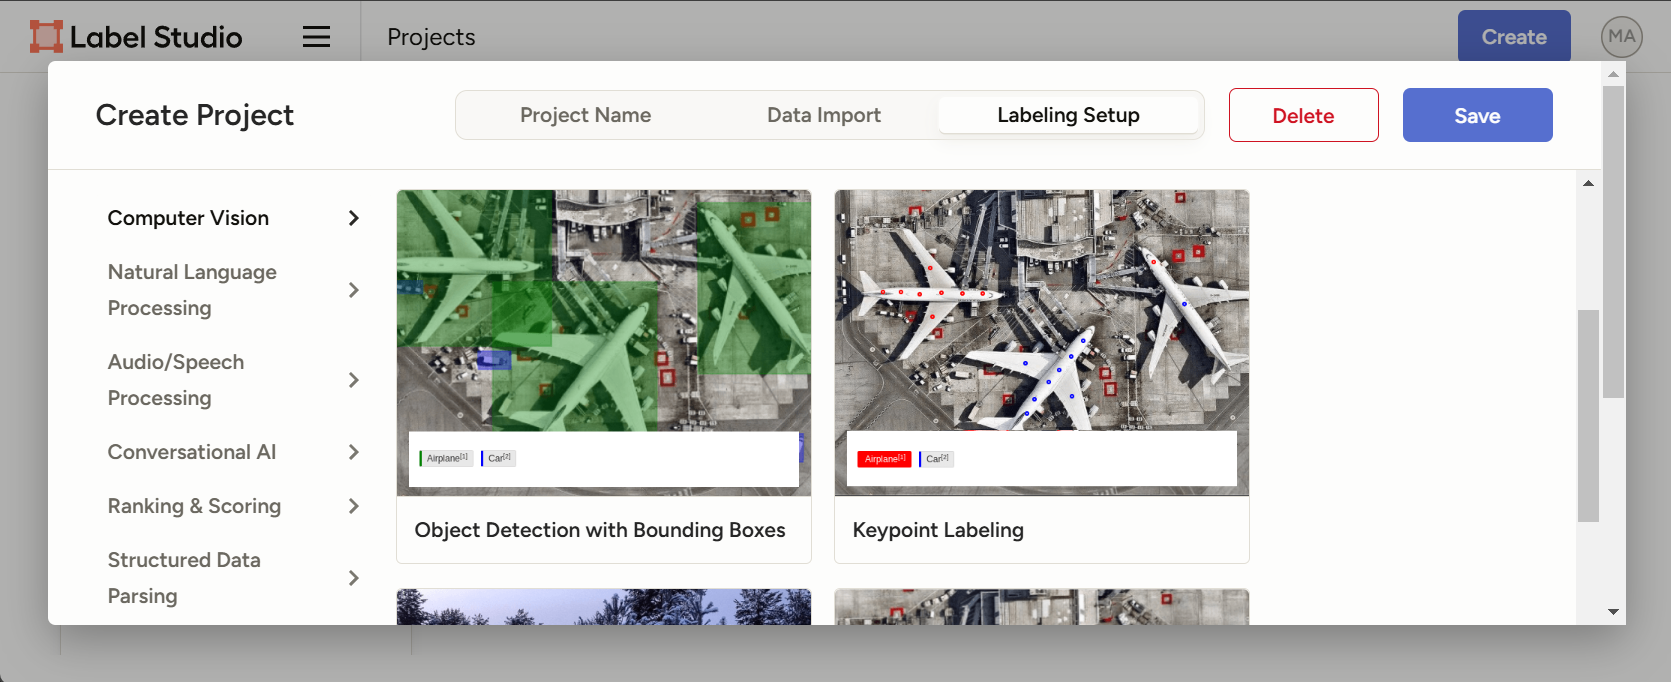 Label Studio
Projects
Create
MA
Create Project
Project Name
Data Import
Labeling Setup
Delete
Save
Computer Vision
Natural Language
Processing
Audio/Speech
Processing
Conversational AI
Ranking & Scoring
Structured Data
Parsing
Airplane[1] Car[2]
Object Detection with Bounding Boxes
Airplane[1] Car[2]
Keypoint Labeling